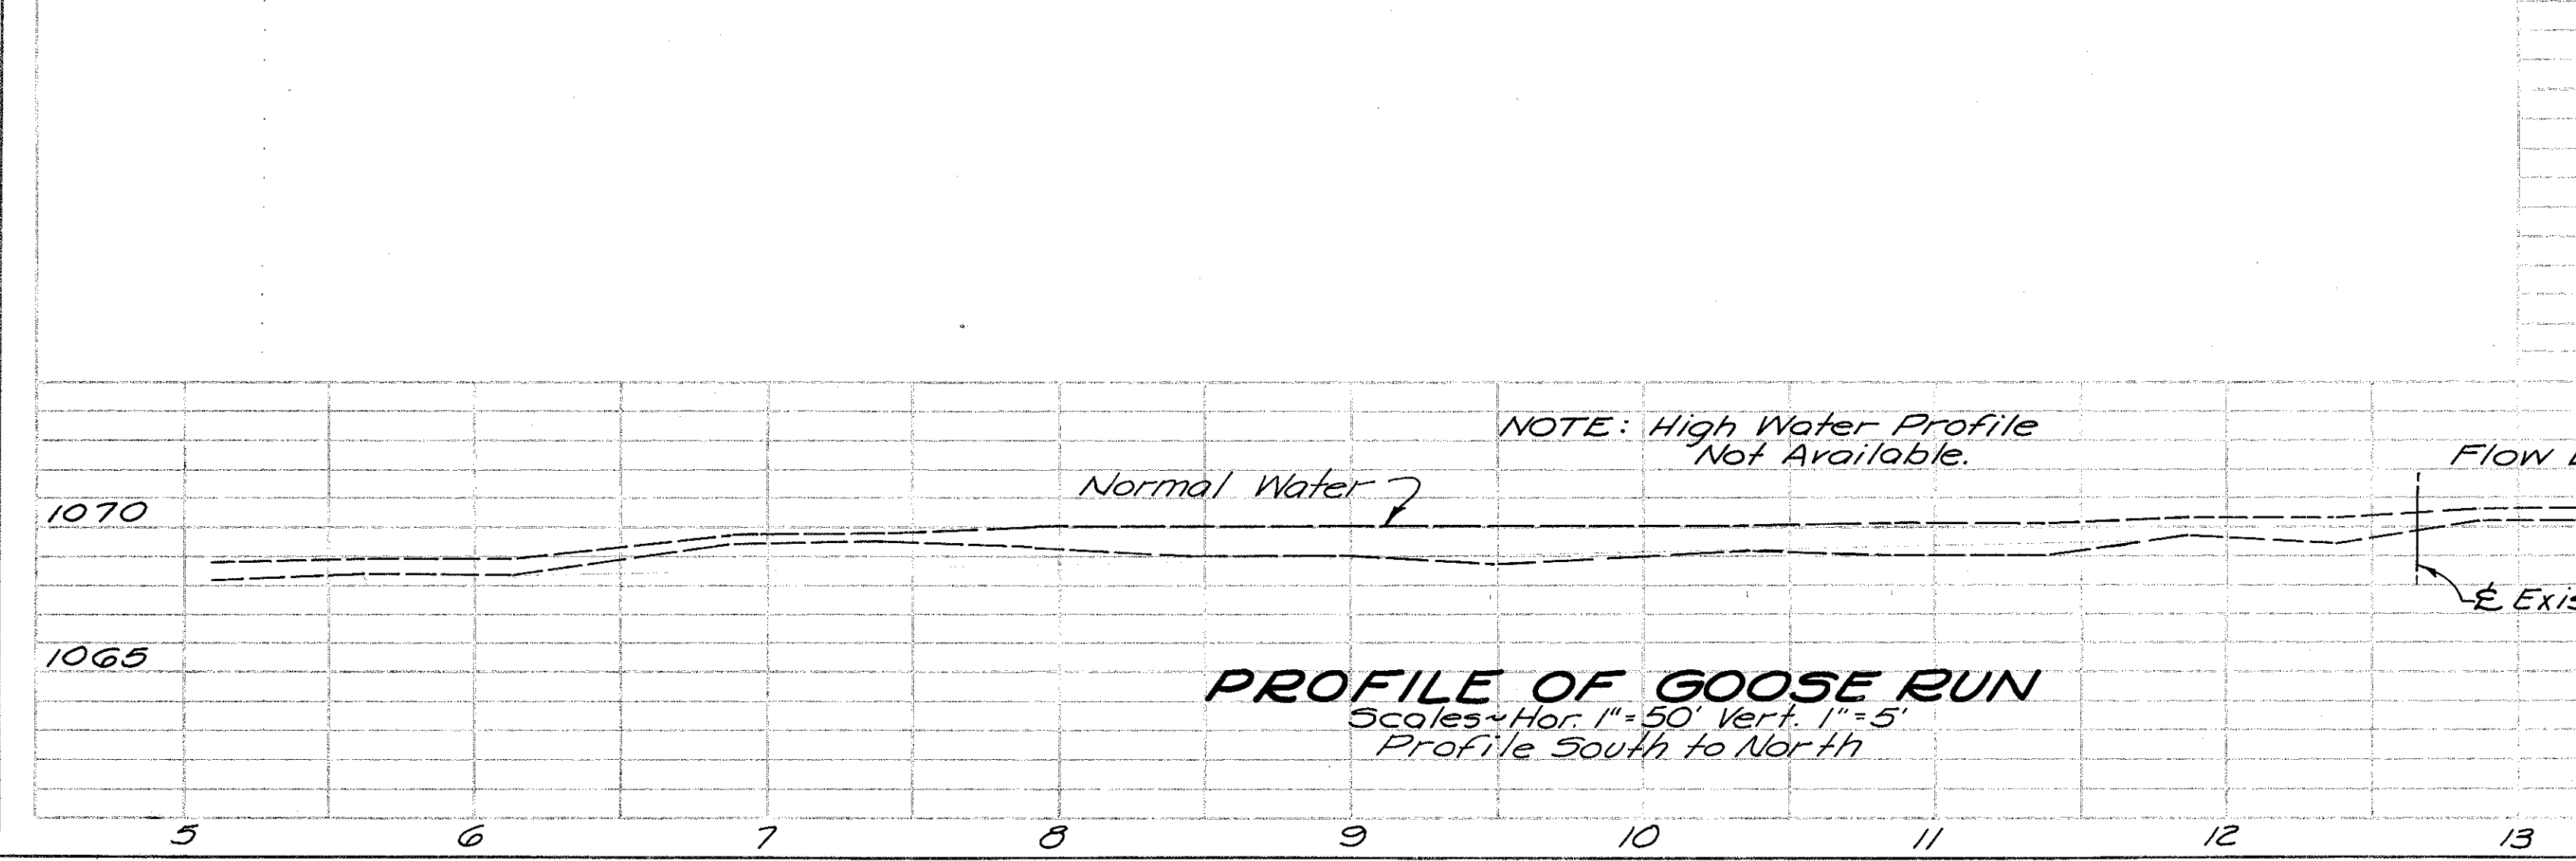 NOTE: High Water Profile
Not Available.
Flow
Normal Water
1070
℄ Exis
1065
PROFILE OF GOOSE RUN
Scales~Hor. 1"=50' Vert. 1"=5'
Profile South to North
5 6 7 8 9 10 11 12 13